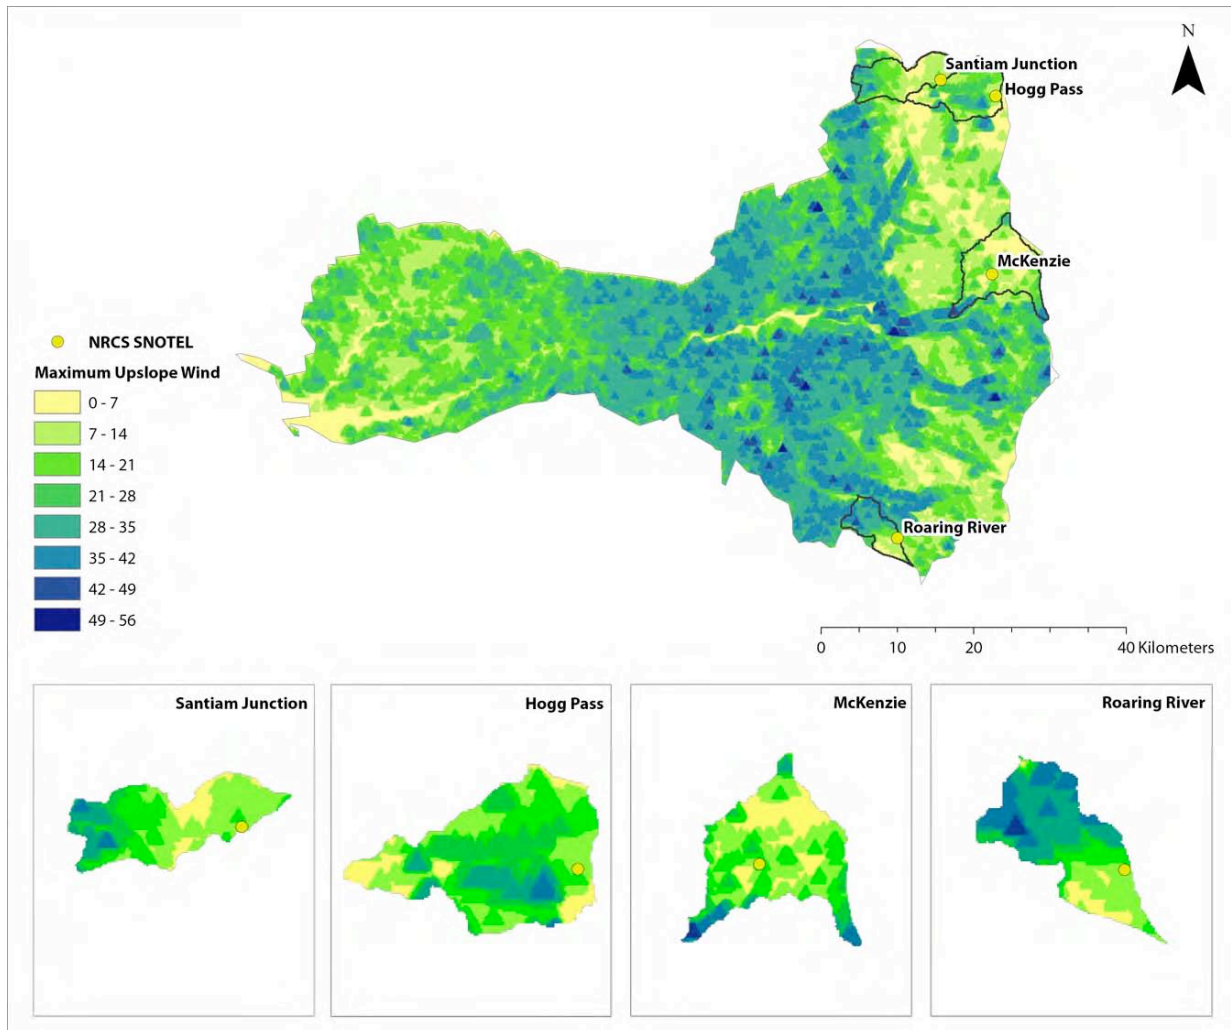 N
Santiam Junction
Hogg Pass
McKenzie
NRCS SNOTEL
Maximum Upslope Wind
0 - 7
7 - 14
14 - 21
21 - 28
28 - 35
35 - 42
42 - 49
49 - 56
Roaring River
0 10 20 40 Kilometers
Santiam Junction
Hogg Pass
McKenzie
Roaring River